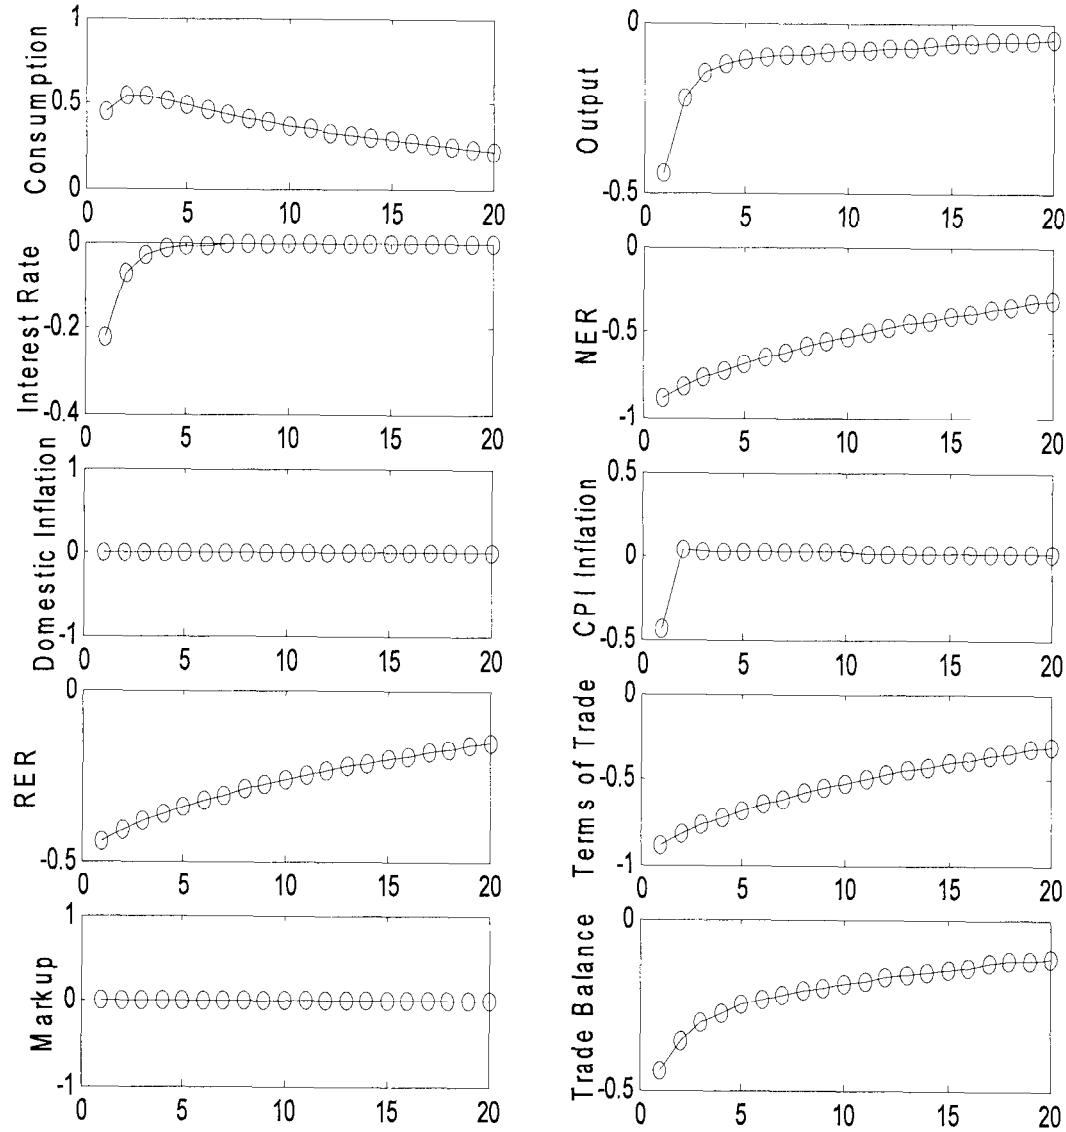 Consumption
1
0.5
0
0 5 10 15 20
Output
0
-0.5
0 5 10 15 20
Interest Rate
0
-0.2
-0.4
0 5 10 15 20
NER
0
-0.5
-1
0 5 10 15 20
Domestic Inflation
1
0
-1
0 5 10 15 20
CPI Inflation
0.5
0
-0.5
0 5 10 15 20
RER
0
-0.5
0 5 10 15 20
Terms of Trade
0
-0.5
-1
0 5 10 15 20
Markup
1
0
-1
0 5 10 15 20
Trade Balance
0
-0.5
0 5 10 15 20